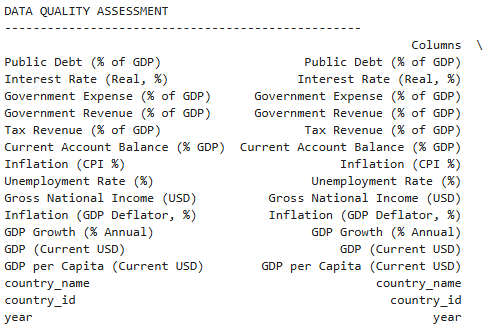 DATA QUALITY ASSESSMENT
--------------------------------------------------
Columns \
Public Debt (% of GDP) Public Debt (% of GDP)
Interest Rate (Real, %) Interest Rate (Real, %)
Government Expense (% of GDP) Government Expense (% of GDP)
Government Revenue (% of GDP) Government Revenue (% of GDP)
Tax Revenue (% of GDP) Tax Revenue (% of GDP)
Current Account Balance (% GDP) Current Account Balance (% GDP)
Inflation (CPI %) Inflation (CPI %)
Unemployment Rate (%) Unemployment Rate (%)
Gross National Income (USD) Gross National Income (USD)
Inflation (GDP Deflator, %) Inflation (GDP Deflator, %)
GDP Growth (% Annual) GDP Growth (% Annual)
GDP (Current USD) GDP (Current USD)
GDP per Capita (Current USD) GDP per Capita (Current USD)
country_name country_name
country_id country_id
year year